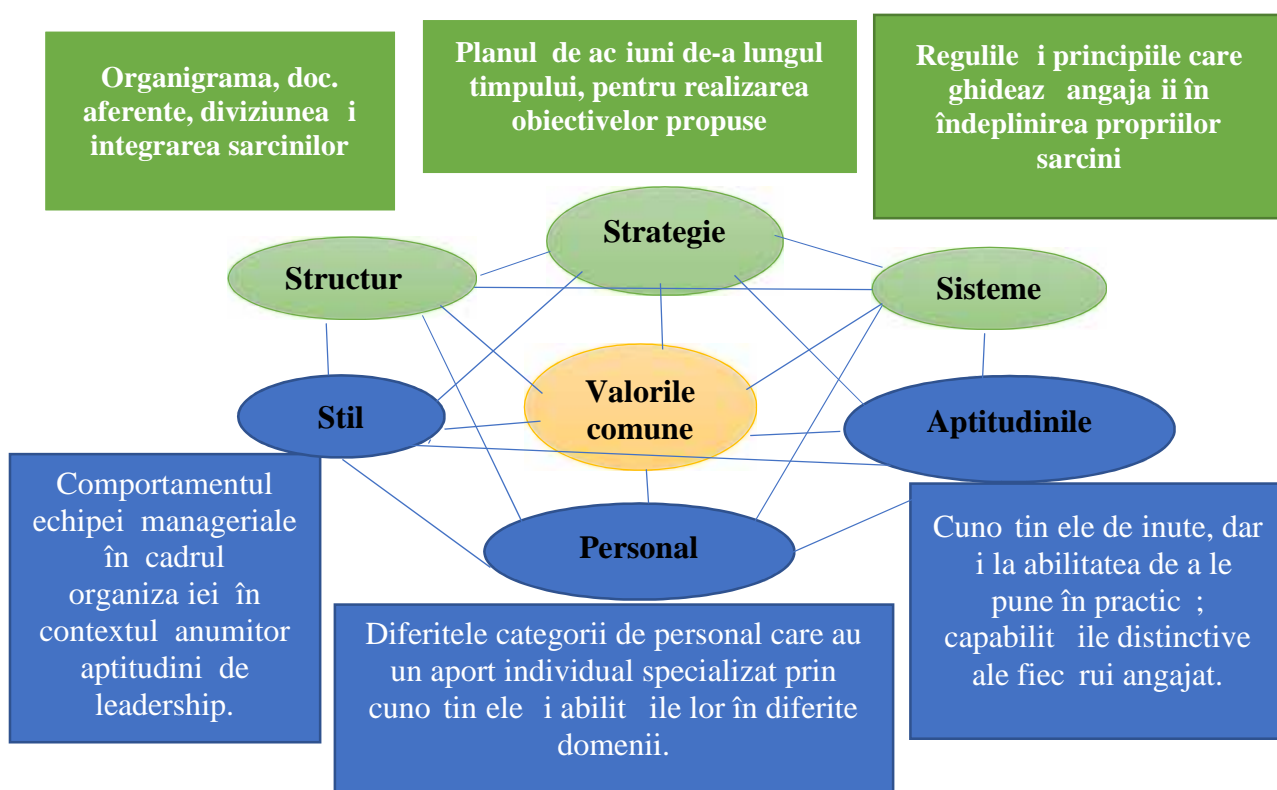 Organigrama, doc.
aferente, diviziunea i
integrarea sarcinilor
Planul de ac iuni de-a lungul
timpului, pentru realizarea
obiectivelor propuse
Regulile i principiile care
ghideaz angaja ii în
îndeplinirea propriilor
sarcini
Strategie
Structur
Sisteme
Valorile
comune
Stil
Aptitudinile
Personal
Comportamentul
echipei manageriale
în cadrul
organiza iei în
contextul anumitor
aptitudini de
leadership.
Diferitele categorii de personal care au
un aport individual specializat prin
cuno tin ele i abilit ile lor în diferite
domenii.
Cuno tin ele de inute, dar
i la abilitatea de a le
pune în practic ;
capabilit ile distinctive
ale fiec rui angajat.